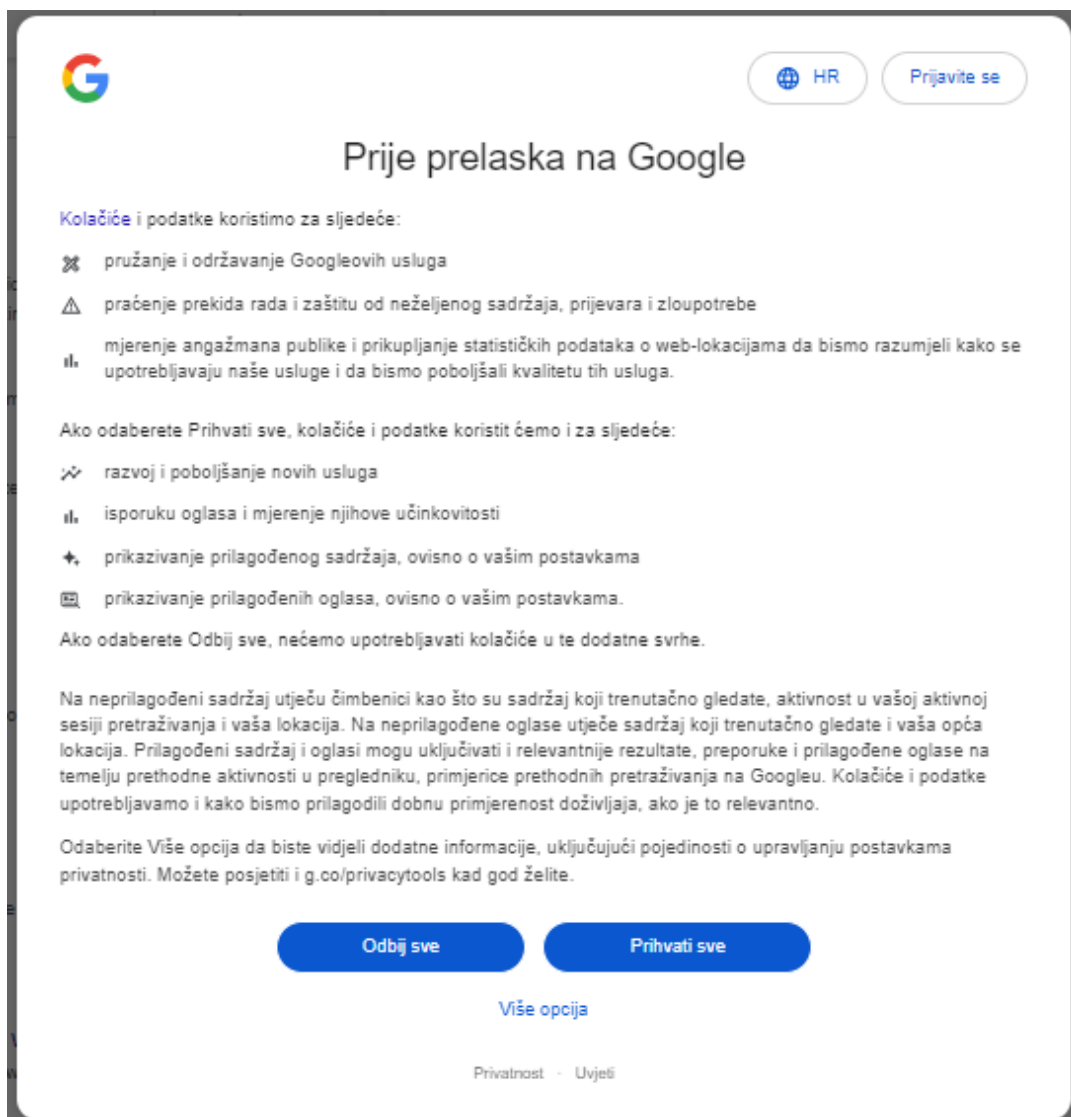 HR
Prijavite se
Prije prelaska na Google
Kolačiće i podatke koristimo za sljedeće:
pružanje i održavanje Googleovih usluga
praćenje prekida rada i zaštitu od neželjenog sadržaja, prijevara i zloupotrebe
mjerenje angažmana publike i prikupljanje statističkih podataka o web-lokacijama da bismo razumjeli kako se
upotrebljavaju naše usluge i da bismo poboljšali kvalitetu tih usluga.
Ako odaberete Prihvati sve, kolačiće i podatke koristit ćemo i za sljedeće:
razvoj i poboljšanje novih usluga
isporuku oglasa i mjerenje njihove učinkovitosti
prikazivanje prilagođenog sadržaja, ovisno o vašim postavkama
prikazivanje prilagođenih oglasa, ovisno o vašim postavkama.
Ako odaberete Odbij sve, nećemo upotrebljavati kolačiće u te dodatne svrhe.
Na neprilagođeni sadržaj utječu čimbenici kao što su sadržaj koji trenutačno gledate, aktivnost u vašoj aktivnoj
sesiji pretraživanja i vaša lokacija. Na neprilagođene oglase utječe sadržaj koji trenutačno gledate i vaša opća
lokacija. Prilagođeni sadržaj i oglasi mogu uključivati i relevantnije rezultate, preporuke i prilagođene oglase na
temelju prethodne aktivnosti u pregledniku, primjerice prethodnih pretraživanja na Googleu. Kolačiće i podatke
upotrebljavamo i kako bismo prilagodili dobnu primjerenost doživljaja, ako je to relevantno.
Odaberite Više opcija da biste vidjeli dodatne informacije, uključujući pojedinosti o upravljanju postavkama
privatnosti. Možete posjetiti i g.co/privacytools kad god želite.
Odbij sve
Prihvati sve
Više opcija
Privatnost · Uvjeti